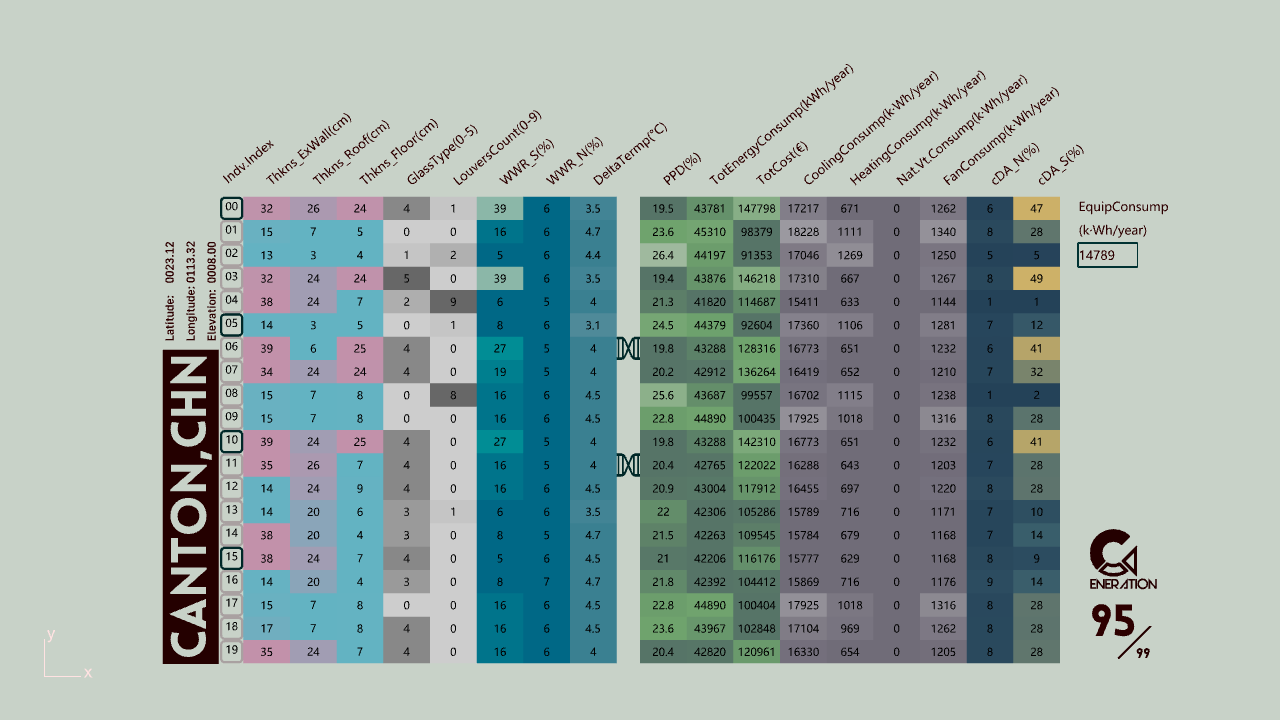 Indv.Index Thkns_ExWall(cm) Thkns_Roof(cm) Thkns_Floor(cm) GlassType(0-5) LouversCount(0-9) WWR_S(%) WWR_N(%) DeltaTermp(°C) PPD(%) TotEnergyConsump(kWh/year) TotCost(€) CoolingConsump(k·Wh/year) HeatingConsump(k·Wh/year) Nat.Vt.Consump(k·Wh/year) FanConsump(k·Wh/year) cDA_N(%) cDA_S(%)
00 32 26 24 4 1 39 6 3.5 19.5 43781 147798 17217 671 0 1262 6 47
01 15 7 5 0 0 16 6 4.7 23.6 45310 98379 18228 1111 0 1340 8 28
02 13 3 4 1 2 5 6 4.4 26.4 44197 91353 17046 1269 0 1250 5 5
03 32 24 24 5 0 39 6 3.5 19.4 43876 146218 17310 667 0 1267 8 49
04 38 24 7 2 9 6 5 4 21.3 41820 114687 15411 633 0 1144 1 1
05 14 3 5 0 1 8 6 3.1 24.5 44379 92604 17360 1106 0 1281 7 12
06 39 6 25 4 0 27 5 4 19.8 43288 128316 16773 651 0 1232 6 41
07 34 24 24 4 0 19 5 4 20.2 42912 136264 16419 652 0 1210 7 32
08 15 7 8 0 8 16 6 4.5 25.6 43687 99557 16702 1115 0 1238 1 2
09 15 7 8 0 0 16 6 4.5 22.8 44890 100435 17925 1018 0 1316 8 28
10 39 24 25 4 0 27 5 4 19.8 43288 142310 16773 651 0 1232 6 41
11 35 26 7 4 0 16 5 4 20.4 42765 122022 16288 643 0 1203 7 28
12 14 24 9 4 0 16 6 4.5 20.9 43004 117912 16455 697 0 1220 8 28
13 14 20 6 3 1 6 6 3.5 22 42306 105286 15789 716 0 1171 7 10
14 38 20 4 3 0 8 5 4.7 21.5 42263 109545 15784 679 0 1168 7 14
15 38 24 7 4 0 5 6 4.5 21 42206 116176 15777 629 0 1168 8 9
16 14 20 4 3 0 8 7 4.7 21.8 42392 104412 15869 716 0 1176 9 14
17 15 7 8 0 0 16 6 4.5 22.8 44890 100404 17925 1018 0 1316 8 28
18 17 7 8 4 0 16 6 4.5 23.6 43967 102848 17104 969 0 1262 8 28
19 35 24 7 4 0 16 6 4 20.4 42820 120961 16330 654 0 1205 8 28
Latitude: 0023.12
Longitude: 0113.32
Elevation: 0008.00
CANTON,CHN
EquipConsump
(k·Wh/year)
14789
ENERATION
95/99
y
x